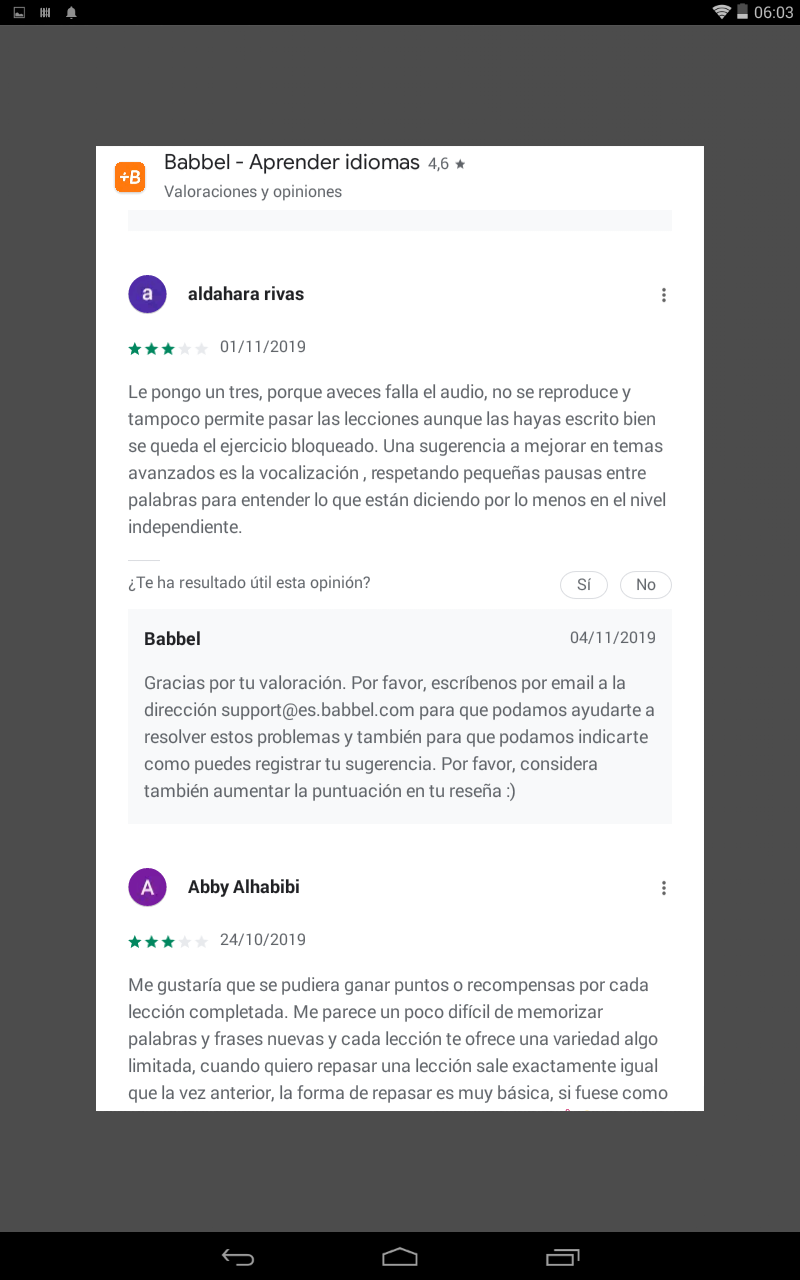 06:03
+B
Babbel - Aprender idiomas 4,6 ★
Valoraciones y opiniones
a
aldahara rivas
01/11/2019
Le pongo un tres, porque aveces falla el audio, no se reproduce y
tampoco permite pasar las lecciones aunque las hayas escrito bien
se queda el ejercicio bloqueado. Una sugerencia a mejorar en temas
avanzados es la vocalización , respetando pequeñas pausas entre
palabras para entender lo que están diciendo por lo menos en el nivel
independiente.
¿Te ha resultado útil esta opinión?
Sí
No
Babbel
04/11/2019
Gracias por tu valoración. Por favor, escríbenos por email a la
dirección support@es.babbel.com para que podamos ayudarte a
resolver estos problemas y también para que podamos indicarte
como puedes registrar tu sugerencia. Por favor, considera
también aumentar la puntuación en tu reseña :)
A
Abby Alhabibi
24/10/2019
Me gustaría que se pudiera ganar puntos o recompensas por cada
lección completada. Me parece un poco difícil de memorizar
palabras y frases nuevas y cada lección te ofrece una variedad algo
limitada, cuando quiero repasar una lección sale exactamente igual
que la vez anterior, la forma de repasar es muy básica, si fuese como